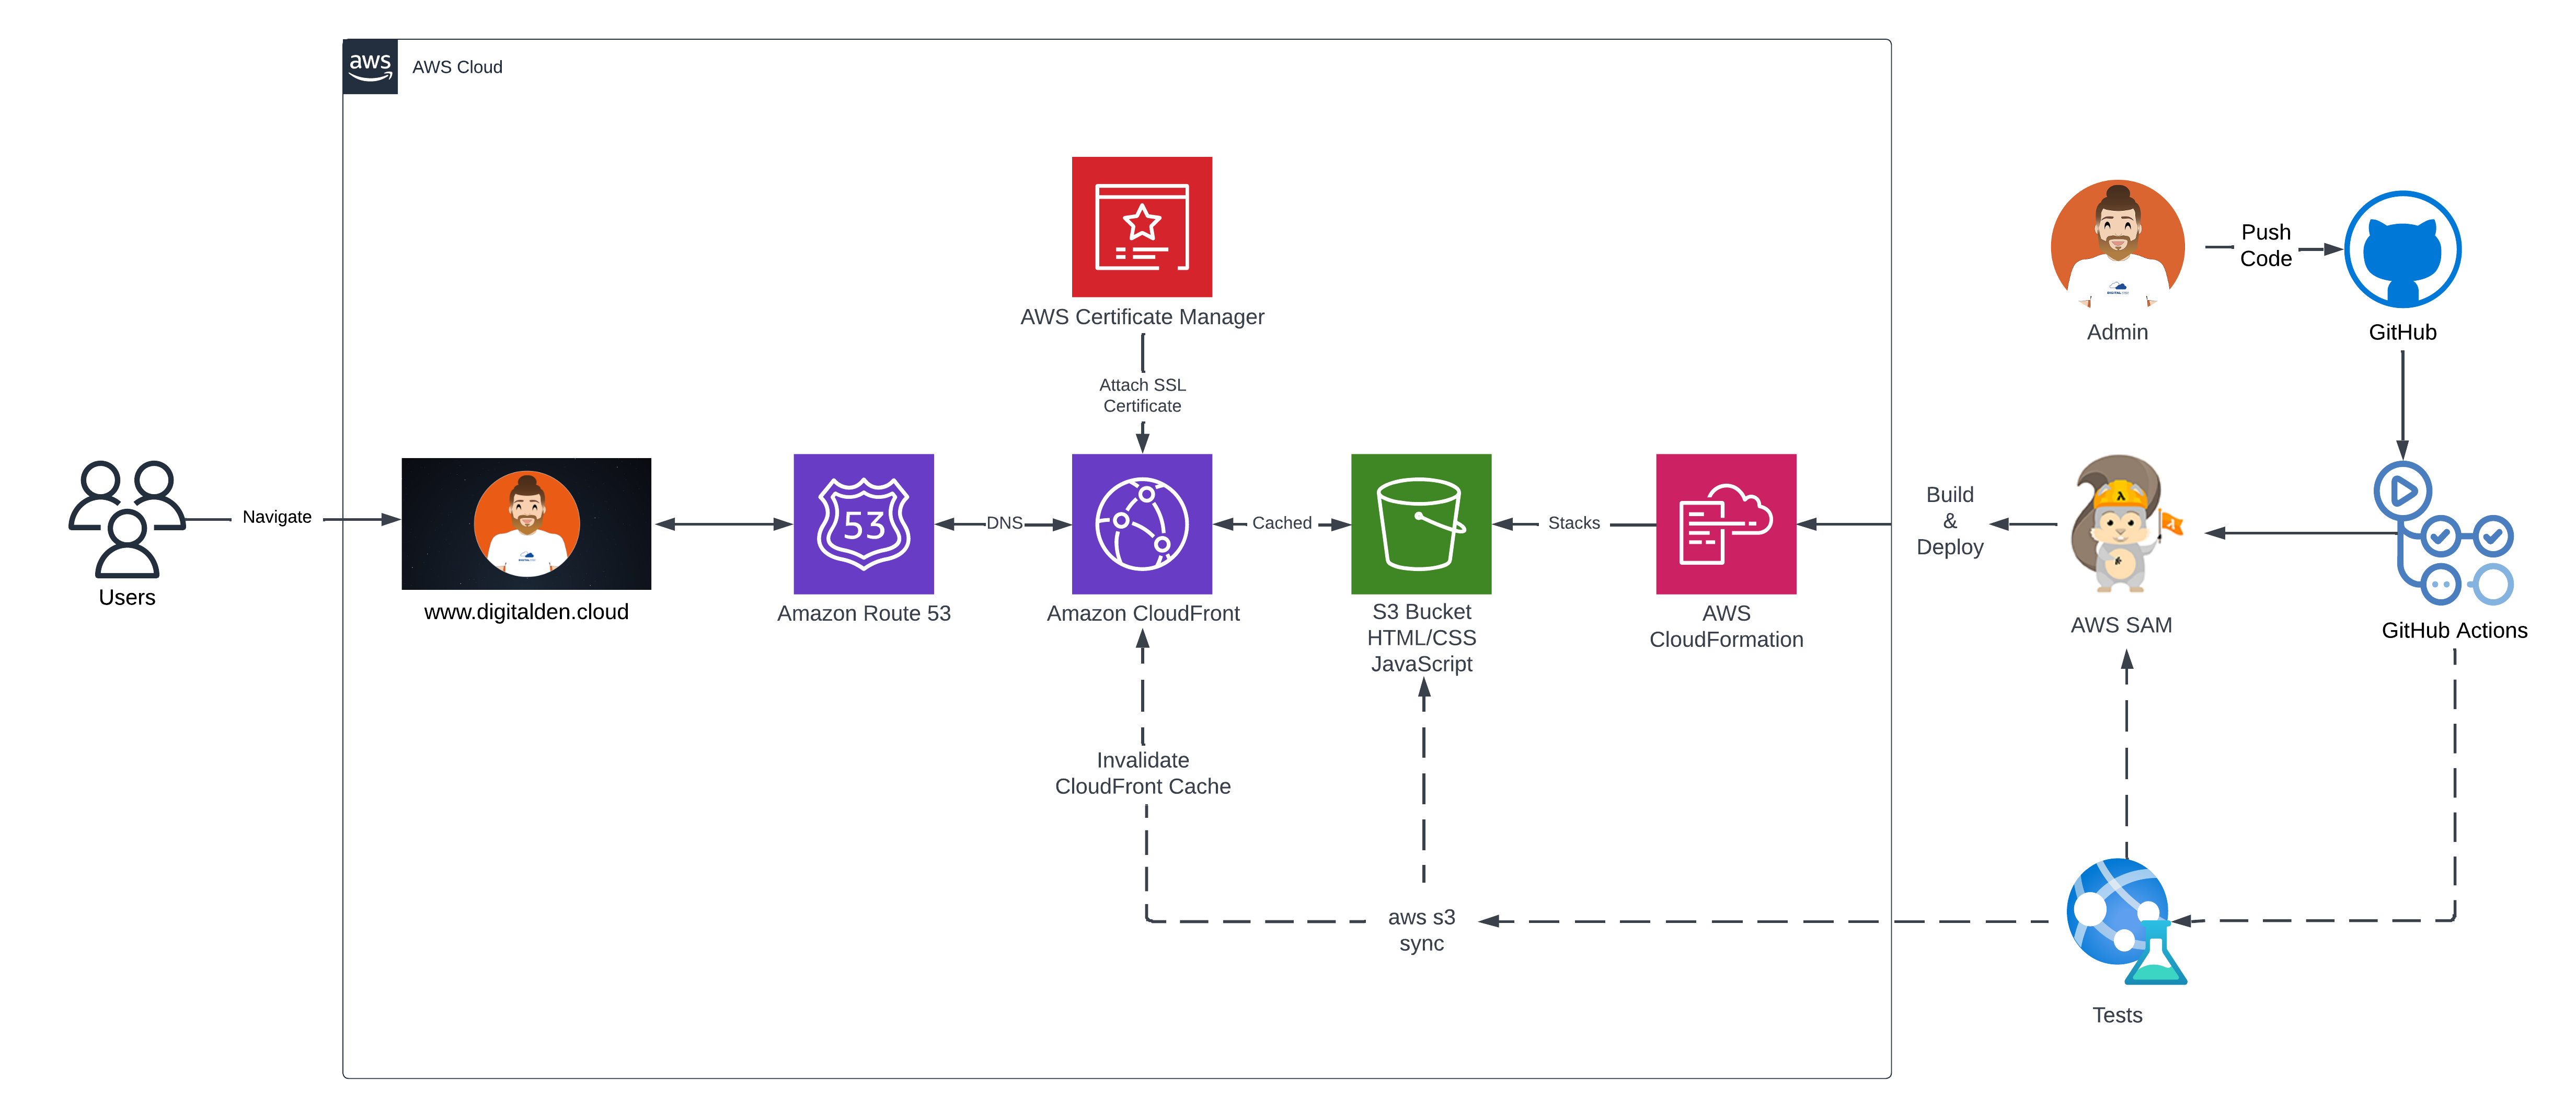 aws
AWS Cloud
AWS Certificate Manager
Attach SSL
Certificate
Push
Code
Admin
GitHub
Users
Navigate
www.digitalden.cloud
53
Amazon Route 53
DNS
Amazon CloudFront
Cached
S3 Bucket
HTML/CSS
JavaScript
Stacks
AWS
CloudFormation
Build
&
Deploy
λ
AWS SAM
GitHub Actions
Invalidate
CloudFront Cache
aws s3
sync
Tests